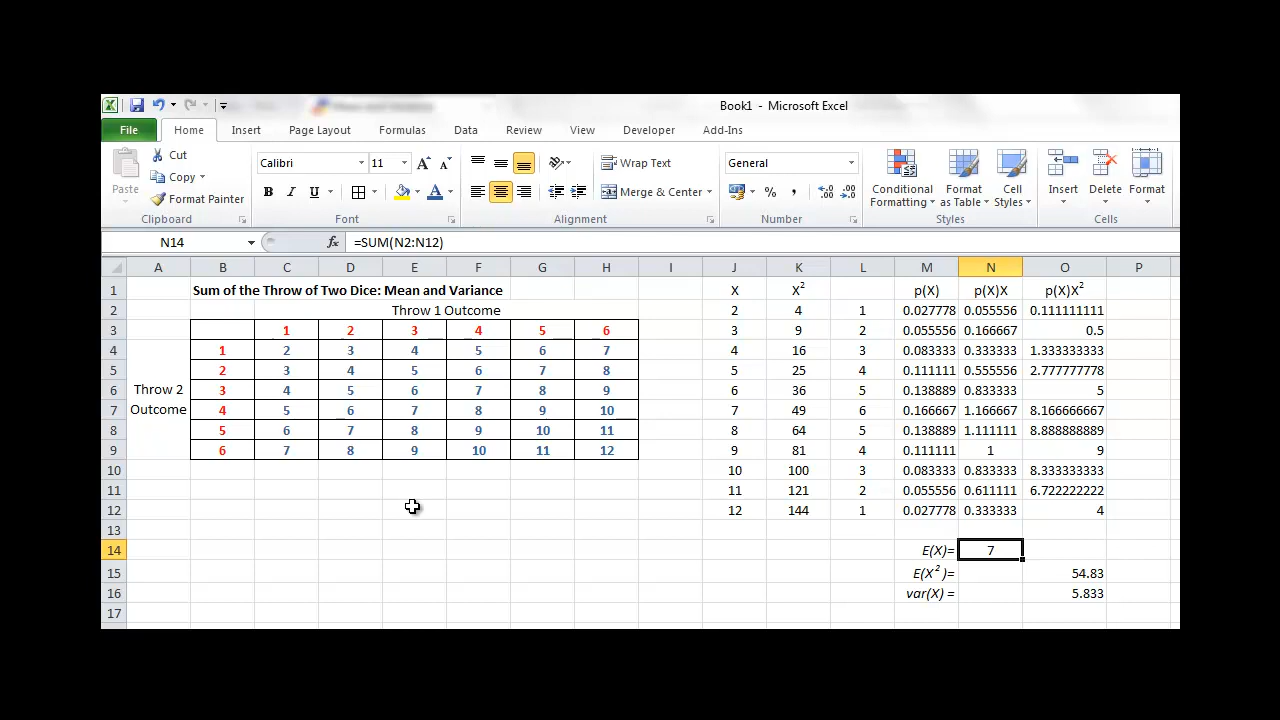 Book1 - Microsoft Excel
File Home Insert Page Layout Formulas Data Review View Developer Add-Ins
Cut
Copy
Format Painter
Paste
Clipboard
Calibri 11
B I U A
Font
Wrap Text
Merge & Center
Alignment
General
%
Number
Conditional Formatting
Format as Table
Cell Styles
Styles
Insert Delete Format
Cells
N14 fx =SUM(N2:N12)
A B C D E F G H I J K L M N O P
1 Sum of the Throw of Two Dice: Mean and Variance X X² p(X) p(X)X p(X)X²
2 Throw 1 Outcome 2 4 1 0.027778 0.055556 0.111111111
3 1 2 3 4 5 6 3 9 2 0.055556 0.166667 0.5
4 1 2 3 4 5 6 7 4 16 3 0.083333 0.333333 1.333333333
5 2 3 4 5 6 7 8 5 25 4 0.111111 0.555556 2.777777778
6 Throw 2 3 4 5 6 7 8 9 6 36 5 0.138889 0.833333 5
7 Outcome 4 5 6 7 8 9 10 7 49 6 0.166667 1.166667 8.166666667
8 5 6 7 8 9 10 11 8 64 5 0.138889 1.111111 8.888888889
9 6 7 8 9 10 11 12 9 81 4 0.111111 1 9
10 10 100 3 0.083333 0.833333 8.333333333
11 11 121 2 0.055556 0.611111 6.722222222
12 12 144 1 0.027778 0.333333 4
13
14 E(X)= 7
15 E(X²)= 54.83
16 var(X) = 5.833
17